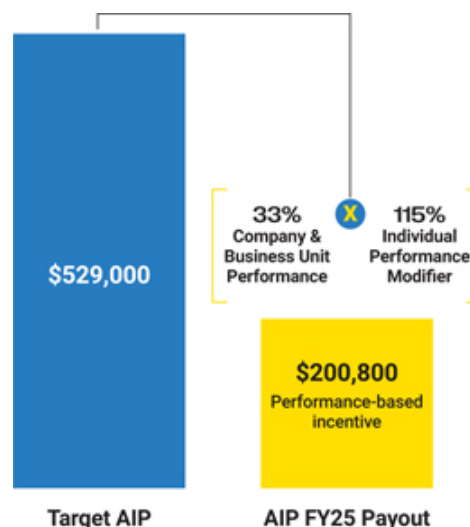 $529,000
33%
Company &
Business Unit
Performance
X
115%
Individual
Performance
Modifier
$200,800
Performance-based
incentive
Target AIP
AIP FY25 Payout